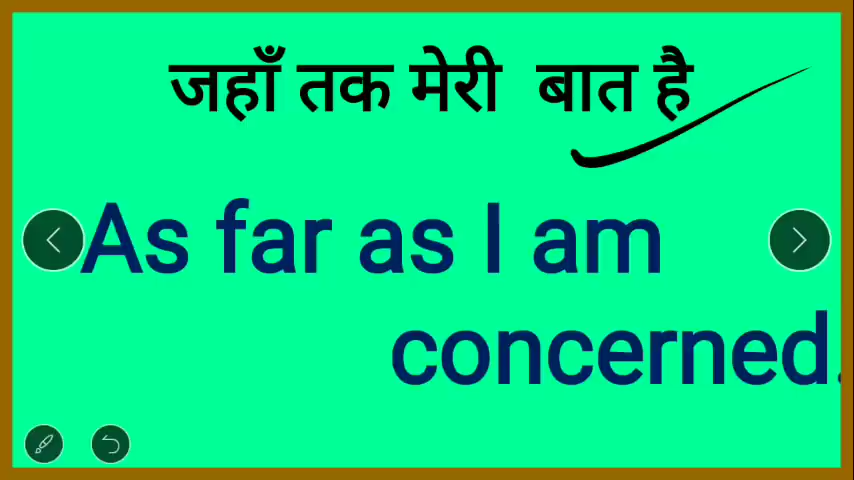 जहाँ तक मेरी बात है
As far as I am
concerned.